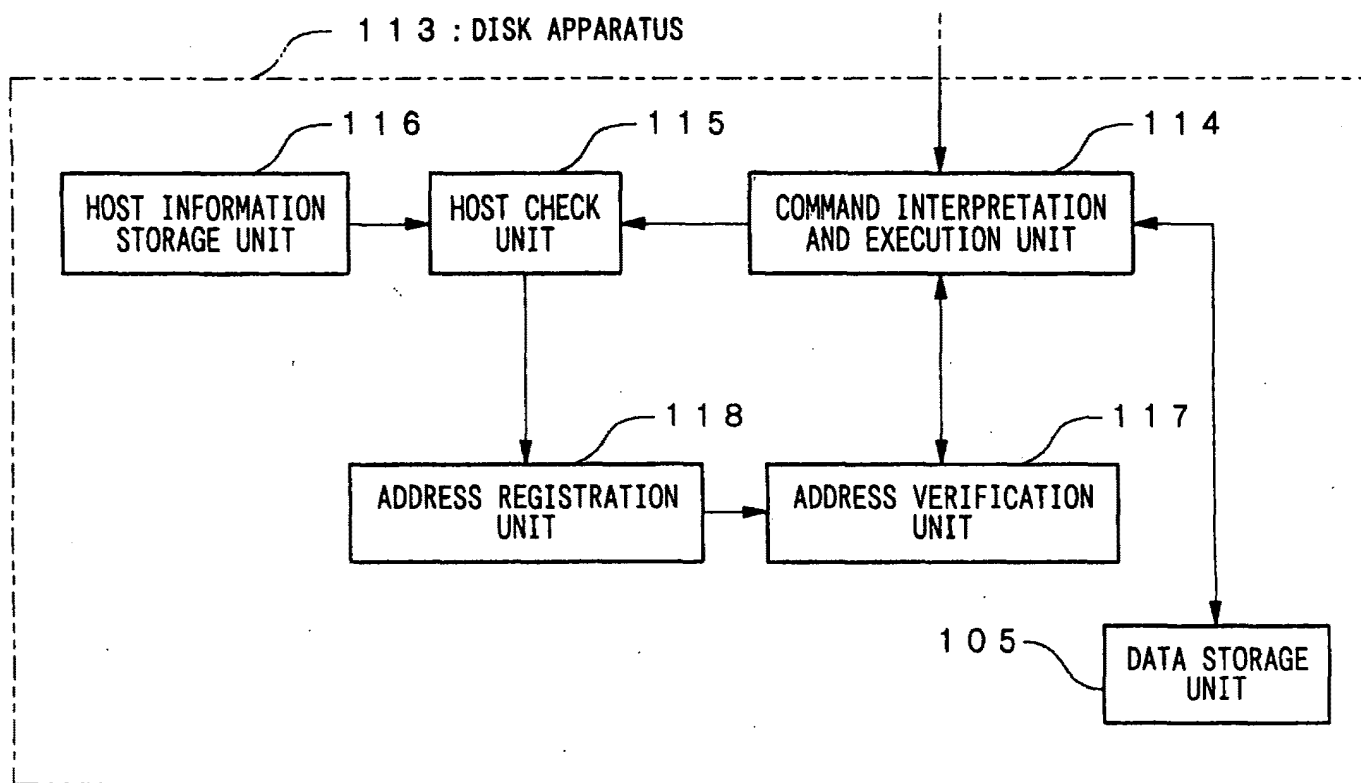 113: DISK APPARATUS
116
115
114
HOST INFORMATION
STORAGE UNIT
HOST CHECK
UNIT
COMMAND INTERPRETATION
AND EXECUTION UNIT
118
117
ADDRESS REGISTRATION
UNIT
ADDRESS VERIFICATION
UNIT
105
DATA STORAGE
UNIT